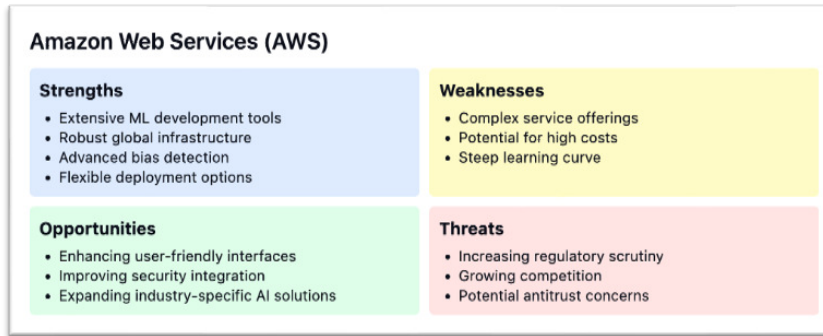 Amazon Web Services (AWS)
Strengths
• Extensive ML development tools
• Robust global infrastructure
• Advanced bias detection
• Flexible deployment options
Weaknesses
• Complex service offerings
• Potential for high costs
• Steep learning curve
Opportunities
• Enhancing user-friendly interfaces
• Improving security integration
• Expanding industry-specific AI solutions
Threats
• Increasing regulatory scrutiny
• Growing competition
• Potential antitrust concerns